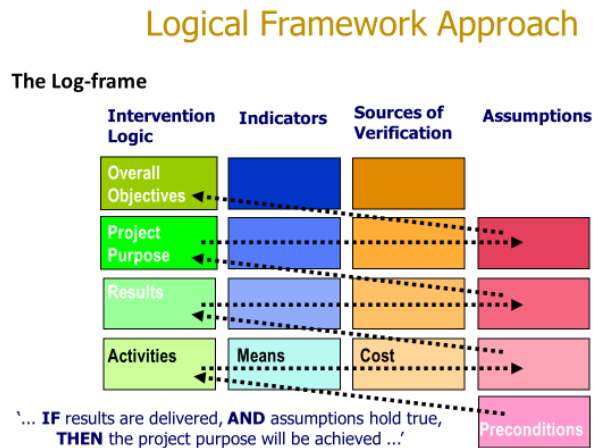 Logical Framework Approach
The Log-frame
Intervention
Logic
Indicators
Sources of
Verification
Assumptions
Overall
Objectives
Project
Purpose
Results
Activities
Means
Cost
Preconditions
‘... IF results are delivered, AND assumptions hold true,
THEN the project purpose will be achieved ...’